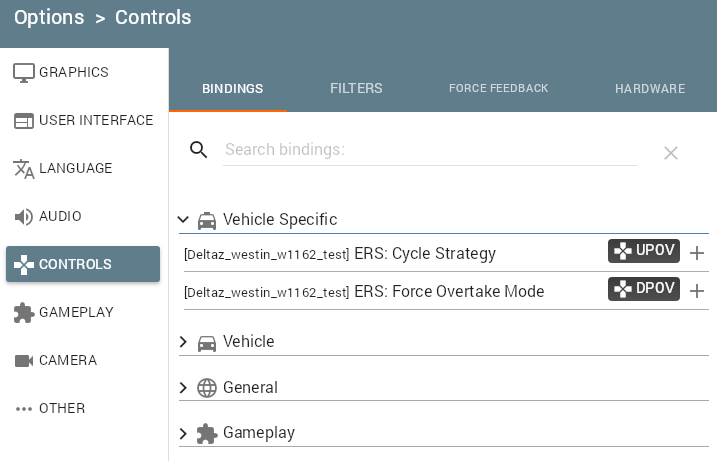 Options > Controls
GRAPHICS
USER INTERFACE
LANGUAGE
AUDIO
CONTROLS
GAMEPLAY
CAMERA
OTHER
BINDINGS
FILTERS
FORCE FEEDBACK
HARDWARE
Search bindings:
Vehicle Specific
[Deltaz_westin_w1162_test] ERS: Cycle Strategy UPOV
[Deltaz_westin_w1162_test] ERS: Force Overtake Mode DPOV
Vehicle
General
Gameplay